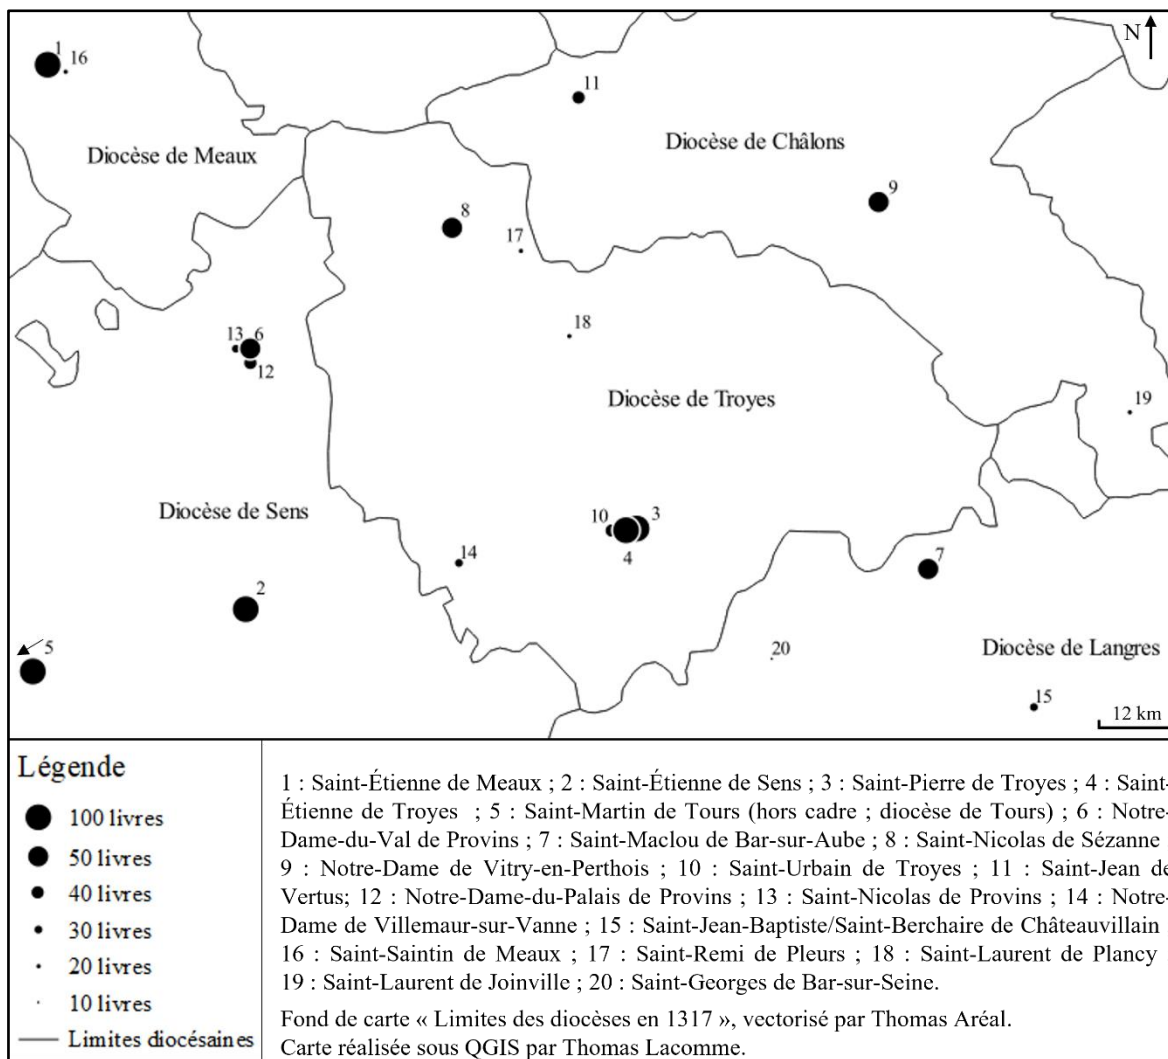 N
1
16
11
Diocèse de Meaux
Diocèse de Châlons
9
8
17
18
13
6
12
Diocèse de Troyes
19
Diocèse de Sens
10
3
4
14
7
2
5
20
Diocèse de Langres
15
12 km
Légende
100 livres
50 livres
40 livres
30 livres
20 livres
10 livres
Limites diocésaines
1 : Saint-Étienne de Meaux ; 2 : Saint-Étienne de Sens ; 3 : Saint-Pierre de Troyes ; 4 : Saint-
Étienne de Troyes ; 5 : Saint-Martin de Tours (hors cadre ; diocèse de Tours) ; 6 : Notre-
Dame-du-Val de Provins ; 7 : Saint-Maclou de Bar-sur-Aube ; 8 : Saint-Nicolas de Sézanne
9 : Notre-Dame de Vitry-en-Perthois ; 10 : Saint-Urbain de Troyes ; 11 : Saint-Jean de
Vertus; 12 : Notre-Dame-du-Palais de Provins ; 13 : Saint-Nicolas de Provins ; 14 : Notre-
Dame de Villemaur-sur-Vanne ; 15 : Saint-Jean-Baptiste/Saint-Berchaire de Châteauvillain
16 : Saint-Saintin de Meaux ; 17 : Saint-Remi de Pleurs ; 18 : Saint-Laurent de Plancy
19 : Saint-Laurent de Joinville ; 20 : Saint-Georges de Bar-sur-Seine.
Fond de carte « Limites des diocèses en 1317 », vectorisé par Thomas Aréal.
Carte réalisée sous QGIS par Thomas Lacomme.